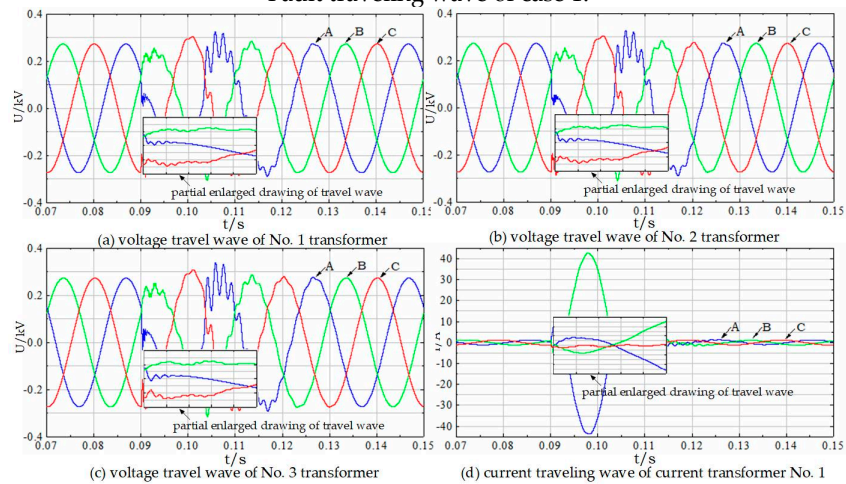 Fault traveling wave of case 1.
0.4
0.2
0.0
-0.2
-0.4
U/kV
A B C
partial enlarged drawing of travel wave
0.07 0.08 0.09 0.10 0.11 0.12 0.13 0.14 0.15
t/s
(a) voltage travel wave of No. 1 transformer
0.4
0.2
0.0
-0.2
-0.4
U/kV
A B C
partial enlarged drawing of travel wave
0.07 0.08 0.09 0.10 0.11 0.12 0.13 0.14 0.15
t/s
(b) voltage travel wave of No. 2 transformer
0.4
0.2
0.0
-0.2
-0.4
U/kV
A B C
partial enlarged drawing of travel wave
0.07 0.08 0.09 0.10 0.11 0.12 0.13 0.14 0.15
t/s
(c) voltage travel wave of No. 3 transformer
40
30
20
10
-10
-20
-30
-40
A B C
partial enlarged drawing of travel wave
0.07 0.08 0.09 0.10 0.11 0.12 0.13 0.14 0.15
t/s
(d) current traveling wave of current transformer No. 1